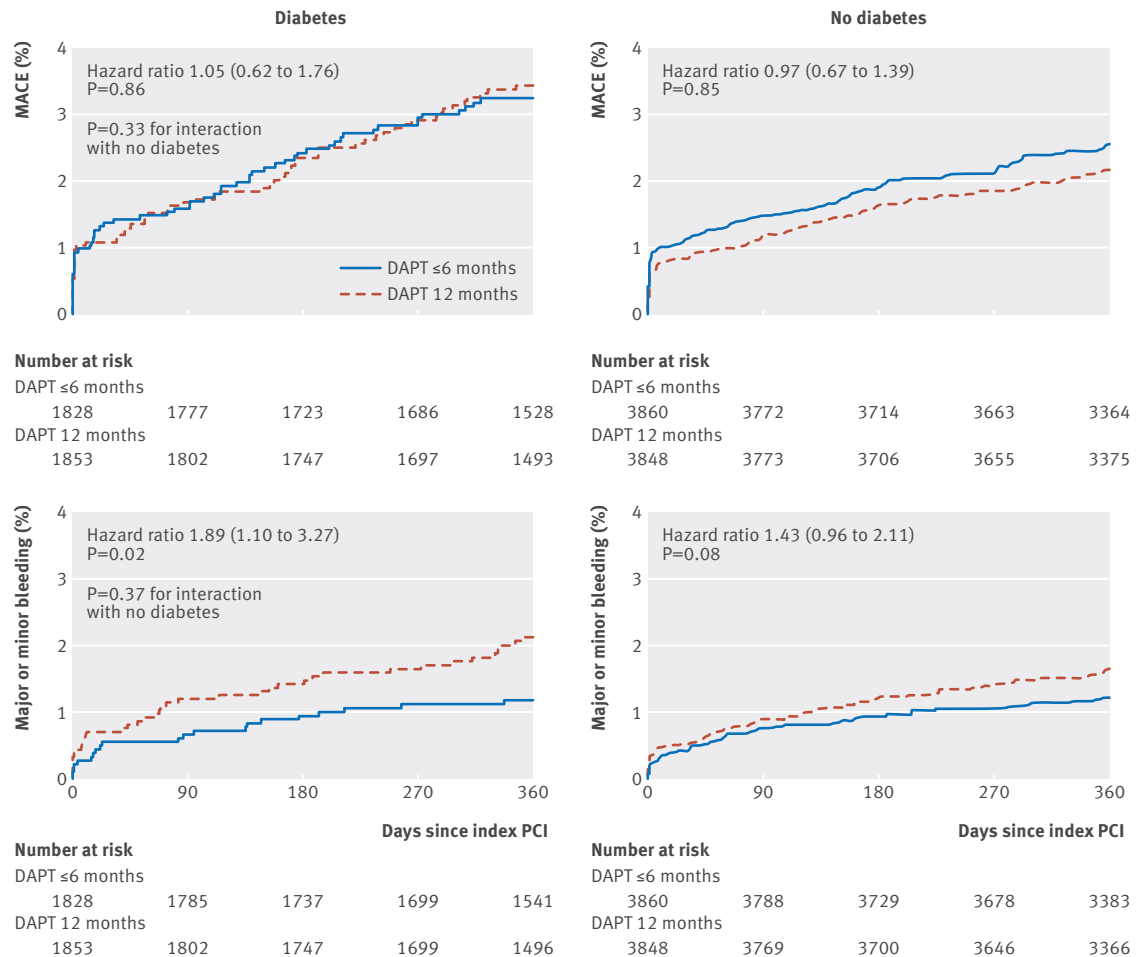 Diabetes
MACE (%)
4
3
2
1
0
Hazard ratio 1.05 (0.62 to 1.76)
P=0.86
P=0.33 for interaction
with no diabetes
DAPT ≤6 months
DAPT 12 months
Number at risk
DAPT ≤6 months
1828 1777 1723 1686 1528
DAPT 12 months
1853 1802 1747 1697 1493
No diabetes
MACE (%)
4
3
2
1
0
Hazard ratio 0.97 (0.67 to 1.39)
P=0.85
Number at risk
DAPT ≤6 months
3860 3772 3714 3663 3364
DAPT 12 months
3848 3773 3706 3655 3375
Major or minor bleeding (%)
4
3
2
1
0
Hazard ratio 1.89 (1.10 to 3.27)
P=0.02
P=0.37 for interaction
with no diabetes
0 90 180 270 360
Days since index PCI
Number at risk
DAPT ≤6 months
1828 1785 1737 1699 1541
DAPT 12 months
1853 1802 1747 1699 1496
Major or minor bleeding (%)
4
3
2
1
0
Hazard ratio 1.43 (0.96 to 2.11)
P=0.08
0 90 180 270 360
Days since index PCI
Number at risk
DAPT ≤6 months
3860 3788 3729 3678 3383
DAPT 12 months
3848 3769 3700 3646 3366